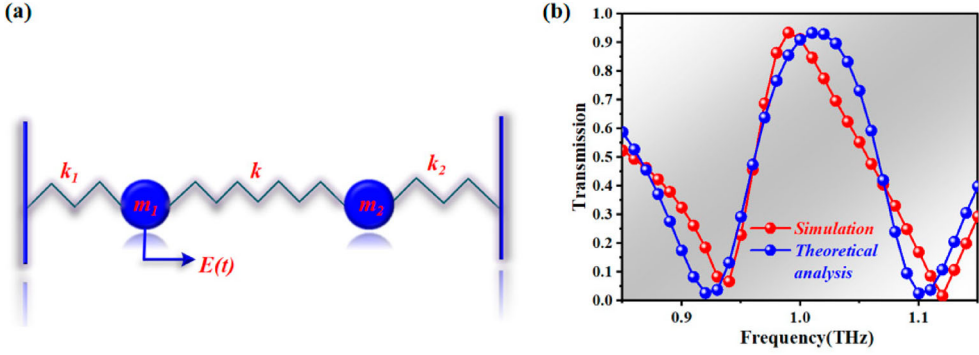 (a)
k₁
k
k₂
m₁
m₂
E(t)
(b)
1.0
0.9
0.8
0.7
0.6
0.5
0.4
0.3
0.2
0.1
0.0
Transmission
Simulation
Theoretical
analysis
0.9
1.0
1.1
Frequency(THz)